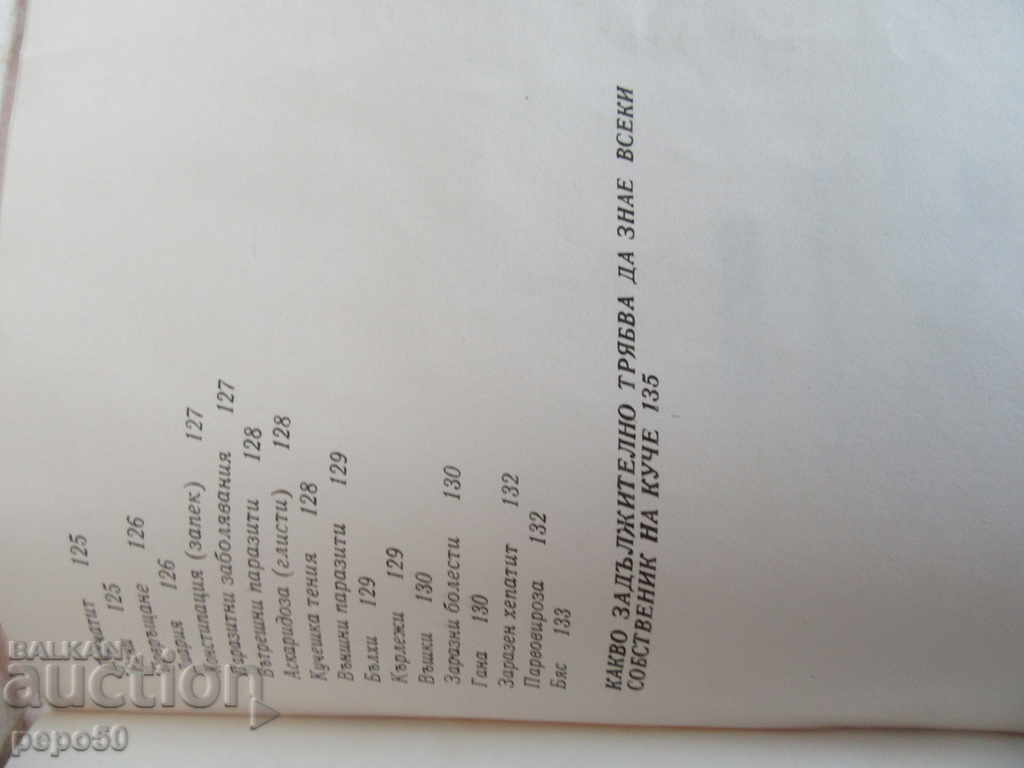 125
125
126
126
Констипация (запек) 127
Паразитни заболявания 127
Вътрешни паразити 128
Аскаридоза (глисти) 128
Кучешка тения 128
Външни паразити 129
Бълхи 129
Кърлежи 129
Въшки 130
Заразни болести 130
Гана 130
Заразен хепатит 132
Парвовироза 132
Бяс 133
КАКВО ЗАДЪЛЖИТЕЛНО ТРЯБВА ДА ЗНАЕ ВСЕКИ
СОБСТВЕНИК НА КУЧЕ 135
BALKAN
auction
pepo50